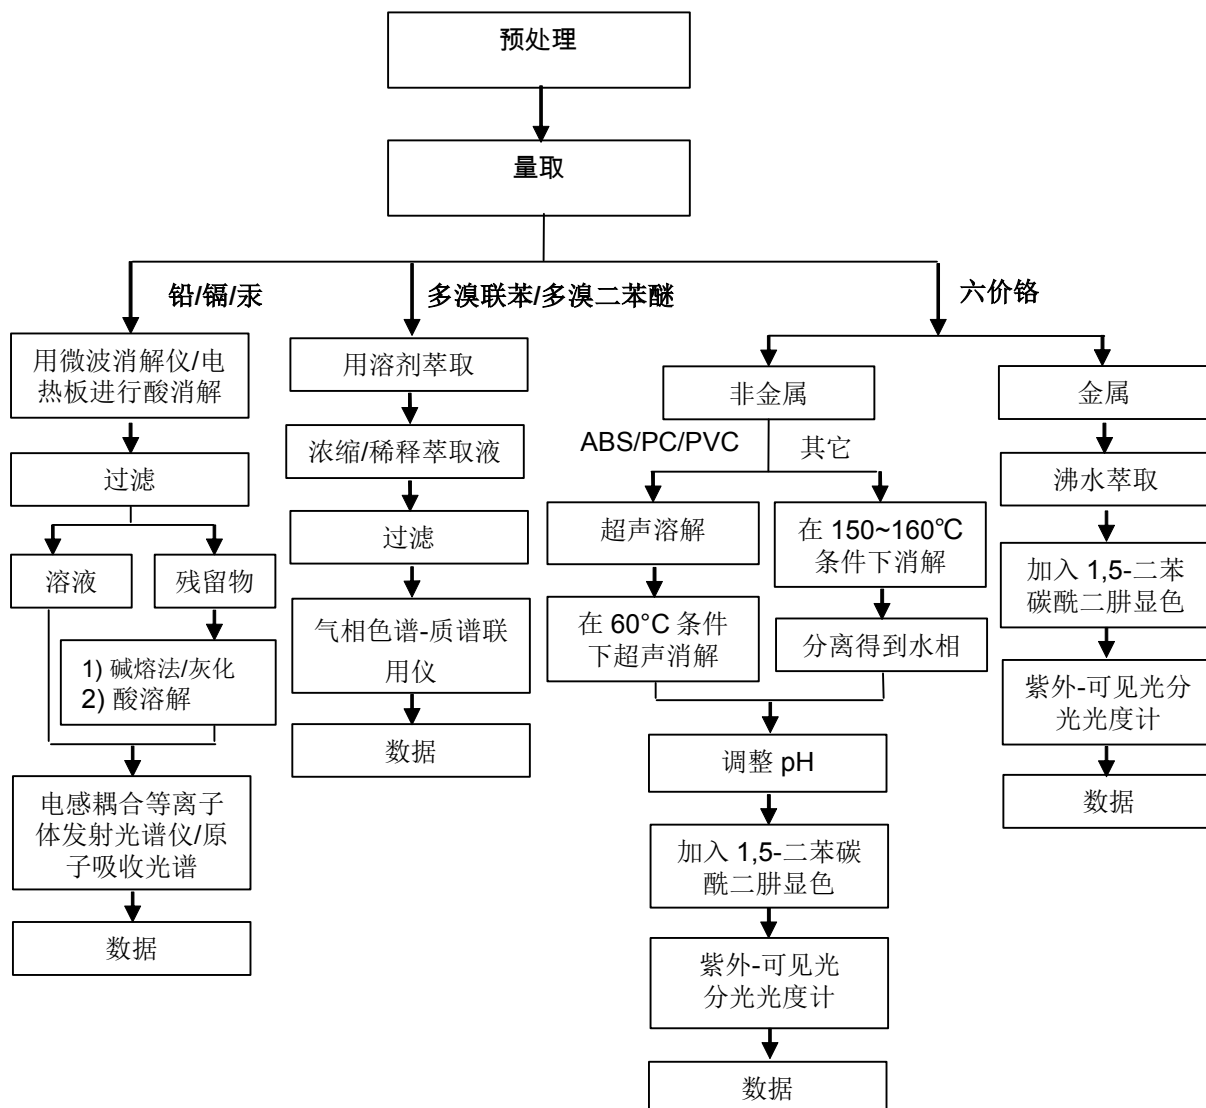 预处理
量取
铅/镉/汞
用微波消解仪/电
热板进行酸消解
过滤
溶液
残留物
1) 碱熔法/灰化
2) 酸溶解
电感耦合等离子
体发射光谱仪/原
子吸收光谱
数据
多溴联苯/多溴二苯醚
用溶剂萃取
浓缩/稀释萃取液
过滤
气相色谱-质谱联
用仪
数据
六价铬
非金属
ABS/PC/PVC
超声溶解
在 60°C 条件
下超声消解
其它
在 150~160℃
条件下消解
分离得到水相
调整 pH
加入 1,5-二苯碳
酰二肼显色
紫外-可见光
分光光度计
数据
金属
沸水萃取
加入 1,5-二苯
碳酰二肼显色
紫外-可见光分
光光度计
数据